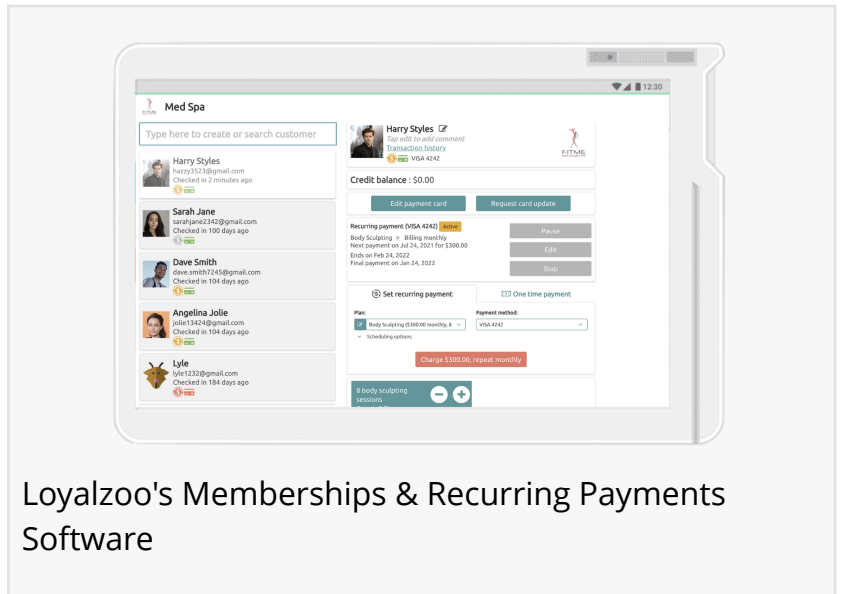 12:30
FITME
Med Spa
Type here to create or search customer
Harry Styles
hazzy3523@gmail.com
Checked in 2 minutes ago
Sarah Jane
sarahjane2342@gmail.com
Checked in 100 days ago
Dave Smith
dave.smith7245@gmail.com
Checked in 104 days ago
Angelina Jolie
jolie13424@gmail.com
Checked in 104 days ago
Lyle
lyle1232@gmail.com
Checked in 184 days ago
Harry Styles
Tap edit to add comment
Transaction history
VISA 4242
FITME
Credit balance : $0.00
Edit payment card
Request card update
Recurring payment (VISA 4242) Active
Body Sculpting Billing monthly
Next payment on Jul 24, 2021 for $300.00
Ends on Feb 24, 2022
Final payment on Jan 24, 2022
Pause
Edit
Stop
Set recurring payment
One time payment
Plan:
Body Sculpting ($300.00 monthly, 8
Scheduling options
Payment method:
VISA 4242
Charge $300.00, repeat monthly
8 body sculpting
sessions
Loyalzoo's Memberships & Recurring Payments
Software